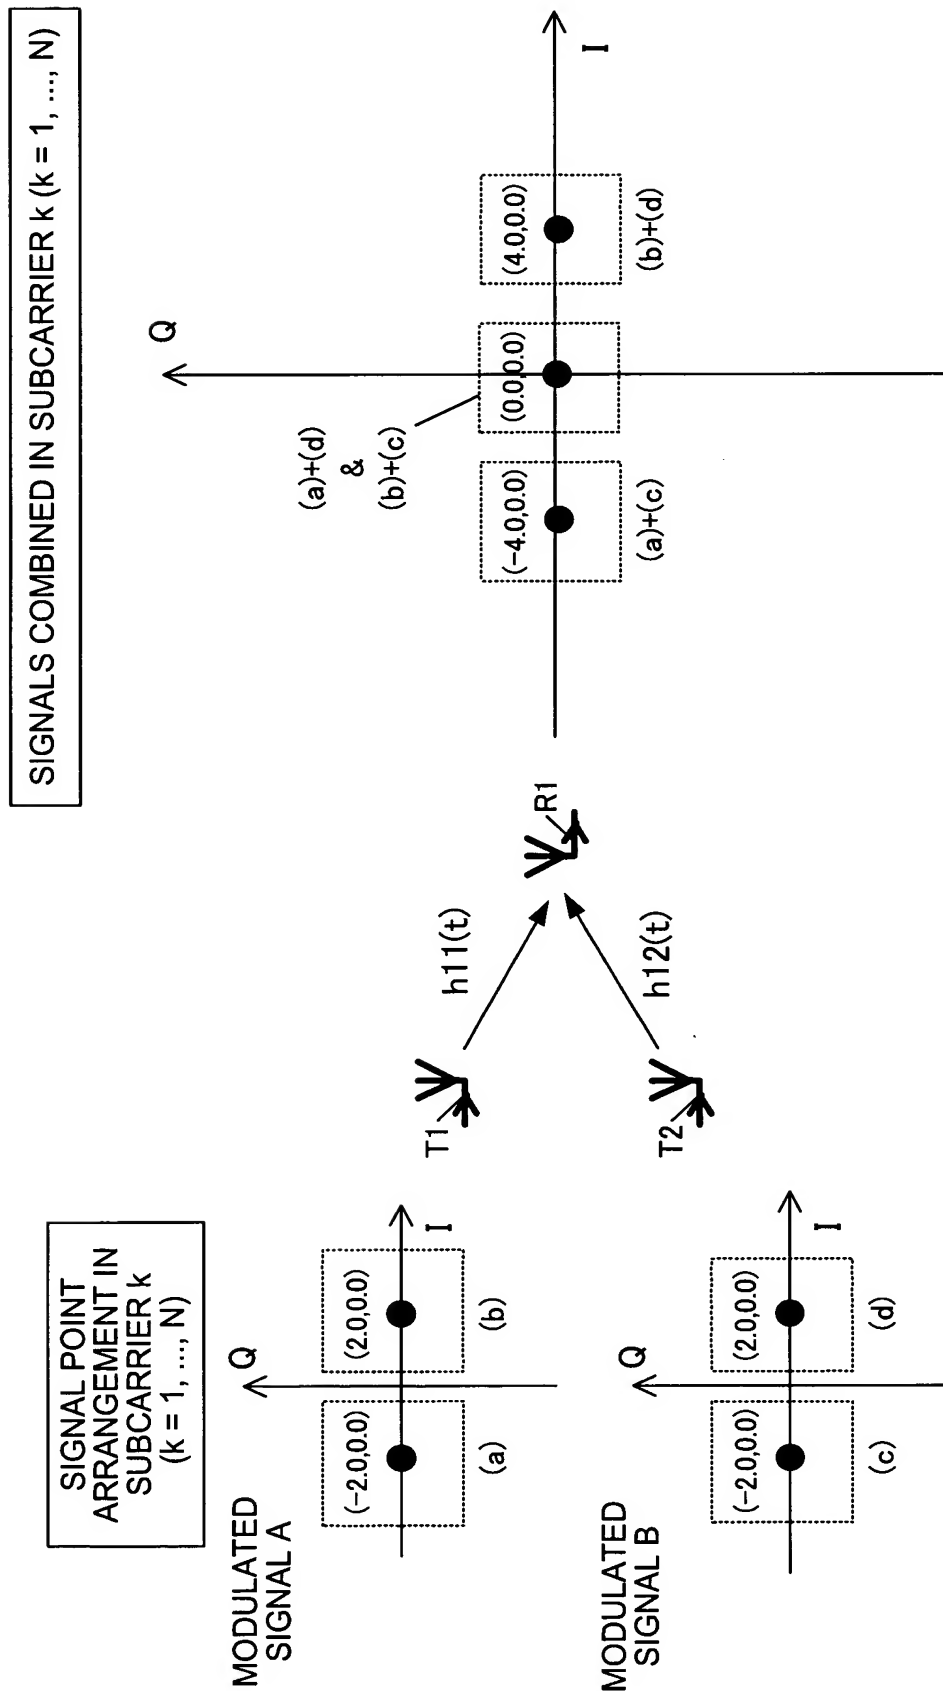 SIGNAL POINT
ARRANGEMENT IN
SUBCARRIER k
(k = 1, ..., N)
MODULATED
SIGNAL A
Q
I
(-2.0,0.0)
(2.0,0.0)
(a)
(b)
MODULATED
SIGNAL B
Q
I
(-2.0,0.0)
(2.0,0.0)
(c)
(d)
T1
T2
h11(t)
h12(t)
R1
SIGNALS COMBINED IN SUBCARRIER k (k = 1, ..., N)
Q
I
(a)+(d)
&
(b)+(c)
(-4.0,0.0)
(0.0,0.0)
(4.0,0.0)
(a)+(c)
(b)+(d)